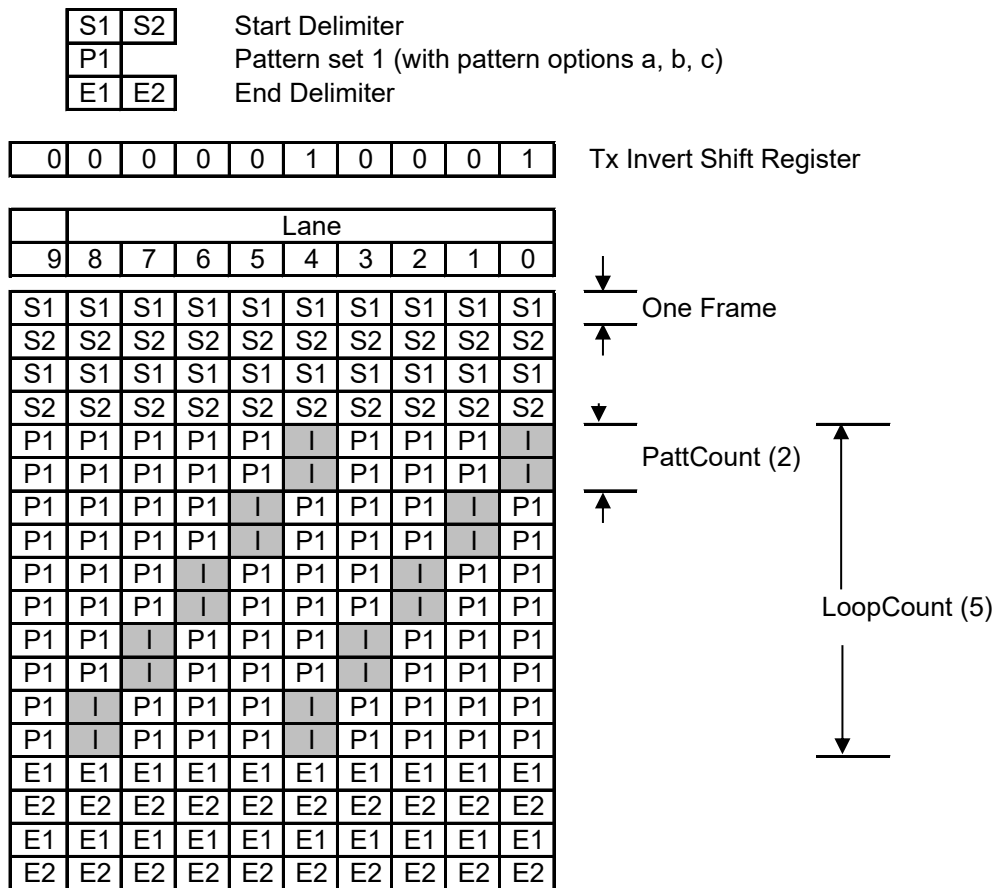 S1 S2 Start Delimiter
P1 Pattern set 1 (with pattern options a, b, c)
E1 E2 End Delimiter
0 0 0 0 0 1 0 0 0 1 Tx Invert Shift Register
Lane
9 8 7 6 5 4 3 2 1 0
S1 S1 S1 S1 S1 S1 S1 S1 S1 S1 One Frame
S2 S2 S2 S2 S2 S2 S2 S2 S2 S2
S1 S1 S1 S1 S1 S1 S1 S1 S1 S1
S2 S2 S2 S2 S2 S2 S2 S2 S2 S2
P1 P1 P1 P1 P1 I P1 P1 P1 I
PattCount (2)
P1 P1 P1 P1 P1 I P1 P1 P1 I
P1 P1 P1 P1 I P1 P1 P1 I P1
P1 P1 P1 P1 I P1 P1 P1 I P1
P1 P1 P1 I P1 P1 P1 I P1 P1
P1 P1 P1 I P1 P1 P1 I P1 P1
LoopCount (5)
P1 P1 I P1 P1 P1 I P1 P1 P1
P1 P1 I P1 P1 P1 I P1 P1 P1
P1 I P1 P1 P1 I P1 P1 P1 P1
P1 I P1 P1 P1 I P1 P1 P1 P1
E1 E1 E1 E1 E1 E1 E1 E1 E1 E1
E2 E2 E2 E2 E2 E2 E2 E2 E2 E2
E1 E1 E1 E1 E1 E1 E1 E1 E1 E1
E2 E2 E2 E2 E2 E2 E2 E2 E2 E2